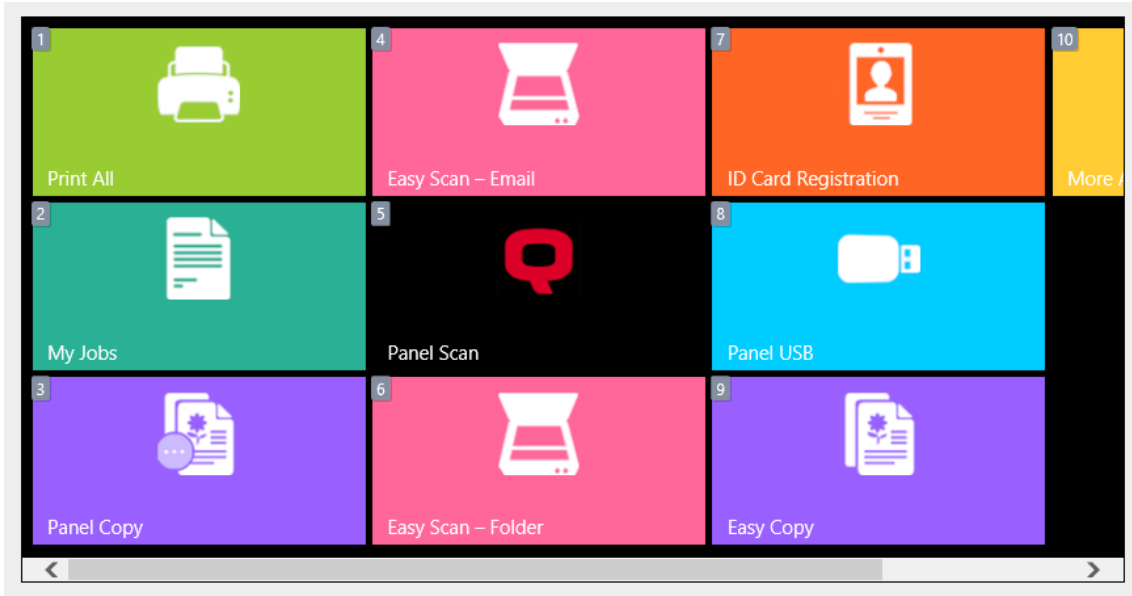 1
Print All
4
Easy Scan – Email
7
ID Card Registration
10
More
2
My Jobs
5
Q
Panel Scan
8
Panel USB
3
Panel Copy
6
Easy Scan – Folder
9
Easy Copy